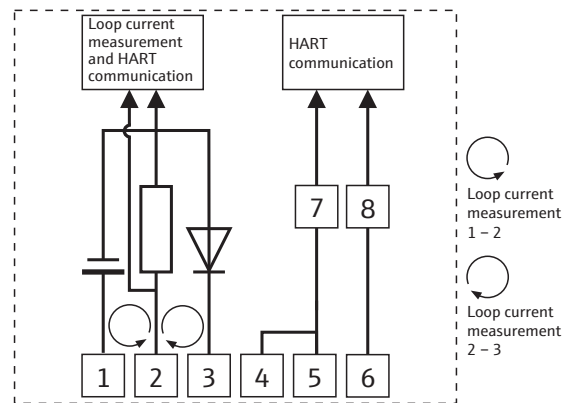 Loop current
measurement
and HART
communication
HART
communication
7
8
Loop current
measurement
1 – 2
Loop current
measurement
2 – 3
1
2
3
4
5
6